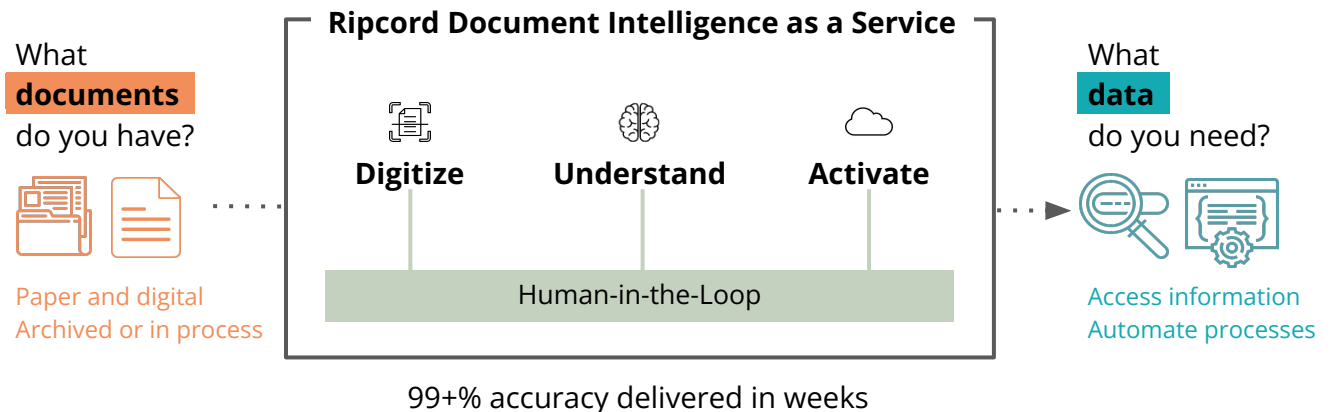 Ripcord Document Intelligence as a Service
What
documents
do you have?
Paper and digital
Archived or in process
Digitize
Understand
Activate
Human-in-the-Loop
What
data
do you need?
Access information
Automate processes
99+% accuracy delivered in weeks